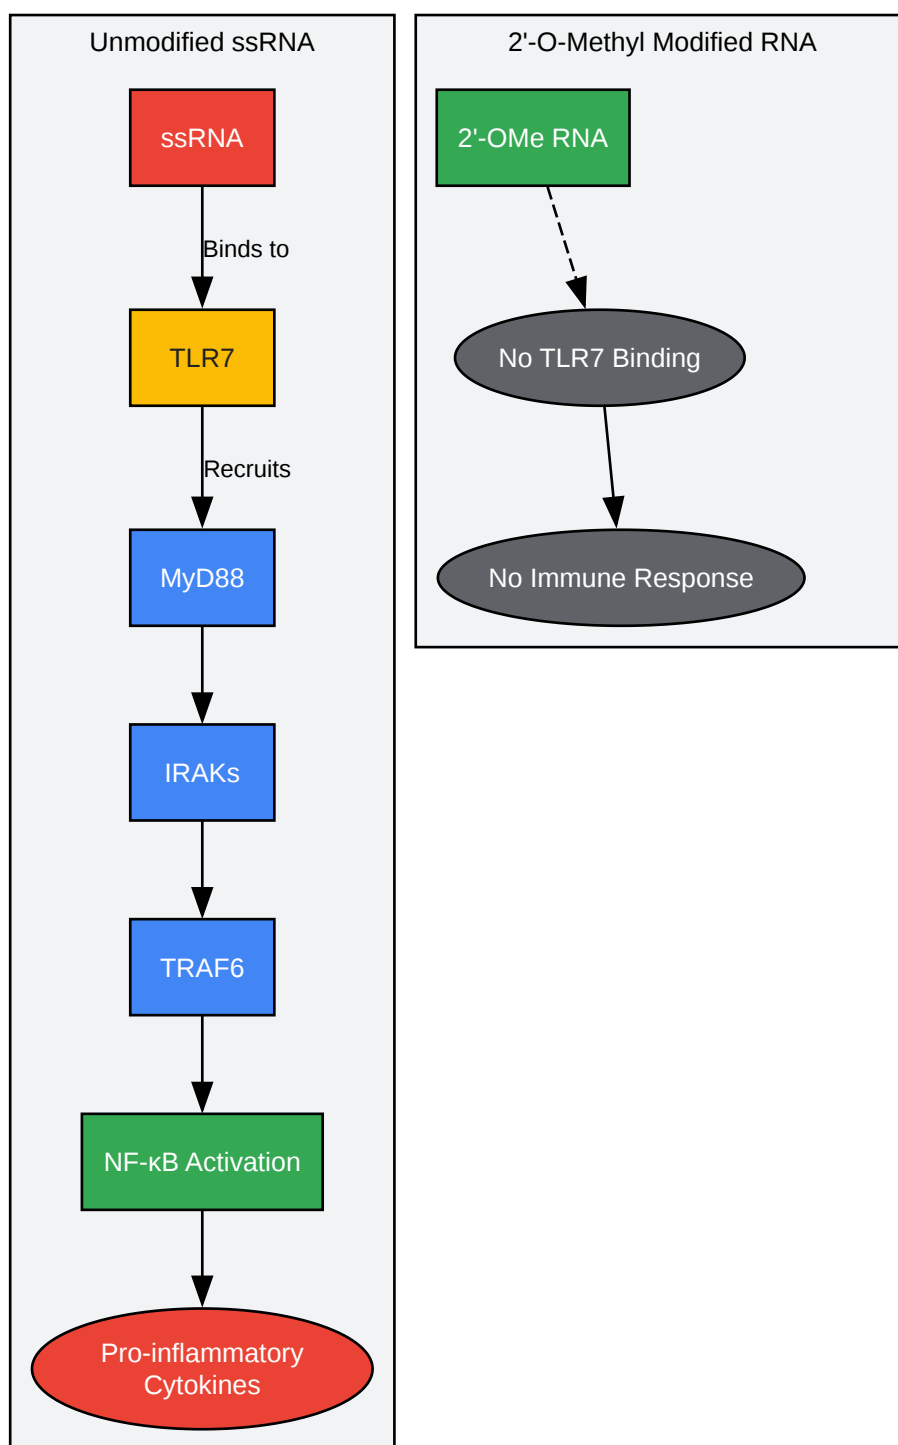 Unmodified ssRNA
ssRNA
Binds to
TLR7
Recruits
MyD88
IRAKs
TRAF6
NF-κB Activation
Pro-inflammatory
Cytokines
2'-O-Methyl Modified RNA
2'-OMe RNA
No TLR7 Binding
No Immune Response